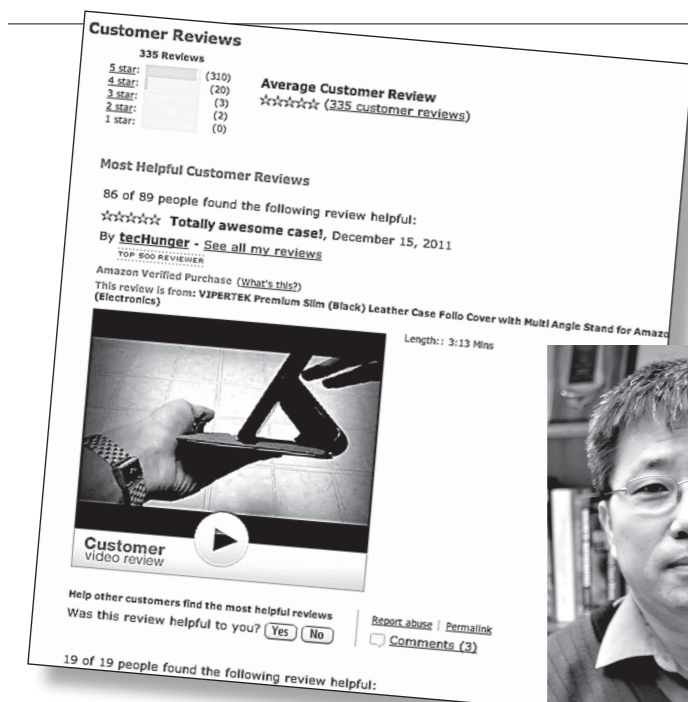 Customer Reviews
335 Reviews
5 star: (310)
4 star: (20)
3 star: (3)
2 star: (2)
1 star: (0)
Average Customer Review
(335 customer reviews)
Most Helpful Customer Reviews
86 of 89 people found the following review helpful:
Totally awesome case!, December 15, 2011
By tecHunger - See all my reviews
TOP 500 REVIEWER
Amazon Verified Purchase (What's this?)
This review is from: VIPERTEK Premium Slim (Black) Leather Case Folio Cover with Multi Angle Stand for Amazo
(Electronics)
Length:: 3:13 Mins
Customer
video review
Help other customers find the most helpful reviews
Was this review helpful to you? Yes No
Report abuse | Permalink
Comments (3)
19 of 19 people found the following review helpful: